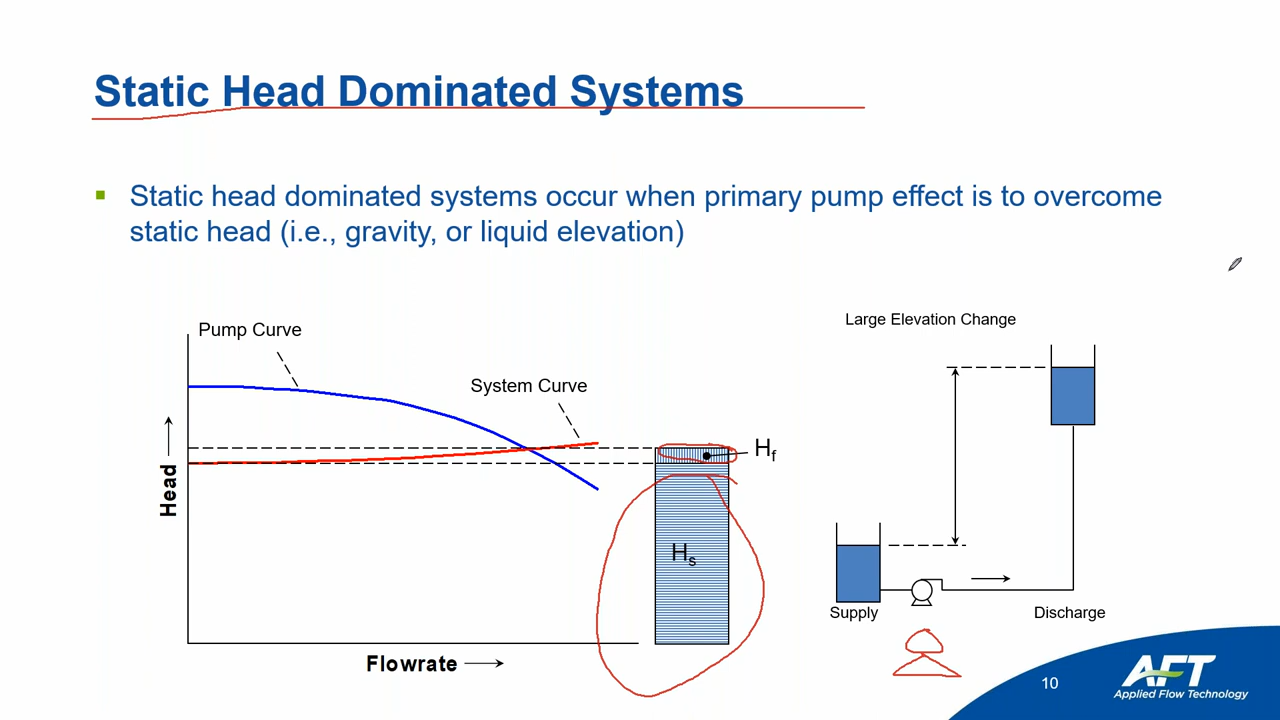 Static Head Dominated Systems
Static head dominated systems occur when primary pump effect is to overcome
static head (i.e., gravity, or liquid elevation)
Pump Curve
System Curve
Head
Flowrate
Hf
Hs
Large Elevation Change
Supply
Discharge
10
AFT
Applied Flow Technology